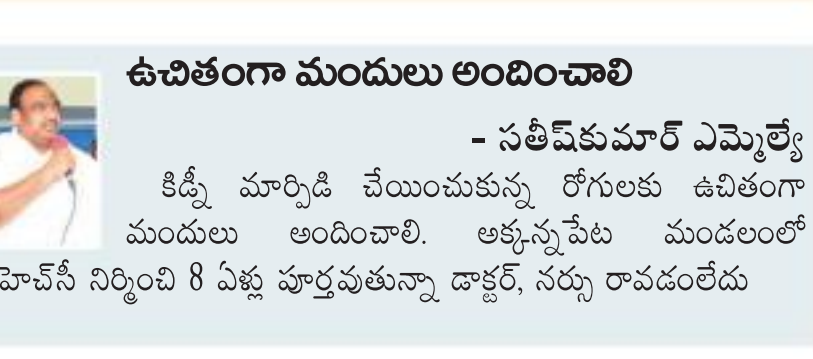 ఉచితంగా మందులు అందించాలి
- సతీష్‌కుమార్ ఎమ్మెల్యే
కిడ్నీ మార్పిడి చేయించుకున్న రోగులకు ఉచితంగా
మందులు అందించాలి. అక్కన్నపేట మండలంలో
హెచ్‌సీ నిర్మించి 8 ఏళ్లు పూర్తవుతున్నా డాక్టర్, నర్సు రావడంలేదు